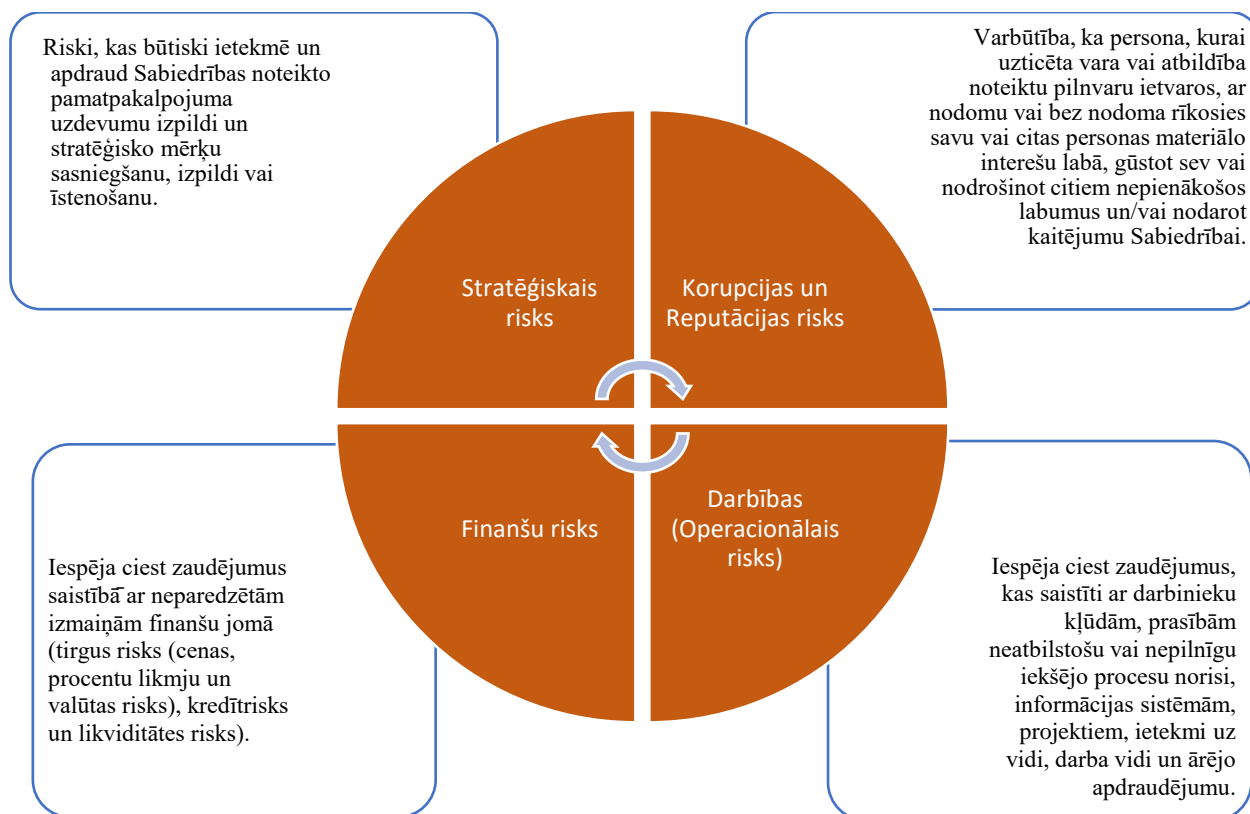 Riski, kas būtiski ietekmē un
apdraud Sabiedrības noteikto
pamatpakalpojuma
uzdevumu izpildi un
stratēģisko mērķu
sasniegšanu, izpildi vai
īstenošanu.
Varbūtība, ka persona, kurai
uzticēta vara vai atbildība
noteiktu pilnvaru ietvaros, ar
nodomu vai bez nodoma rīkosies
savu vai citas personas materiālo
interešu labā, gūstot sev vai
nodrošinot citiem nepienākošos
labumus un/vai nodarot
kaitējumu Sabiedrībai.
Stratēģiskais
risks
Korupcijas un
Reputācijas risks
Finanšu risks
Darbības
(Operacionālais
risks)
Iespēja ciest zaudējumus
saistībā ar neparedzētām
izmaiņām finanšu jomā
(tirgus risks (cenas,
procentu likmju un
valūtas risks), kredītrisks
un likviditātes risks).
Iespēja ciest zaudējumus,
kas saistīti ar darbinieku
kļūdām, prasībām
neatbilstošu vai nepilnīgu
iekšējo procesu norisi,
informācijas sistēmām,
projektiem, ietekmi uz
vidi, darba vidi un ārējo
apdraudējumu.